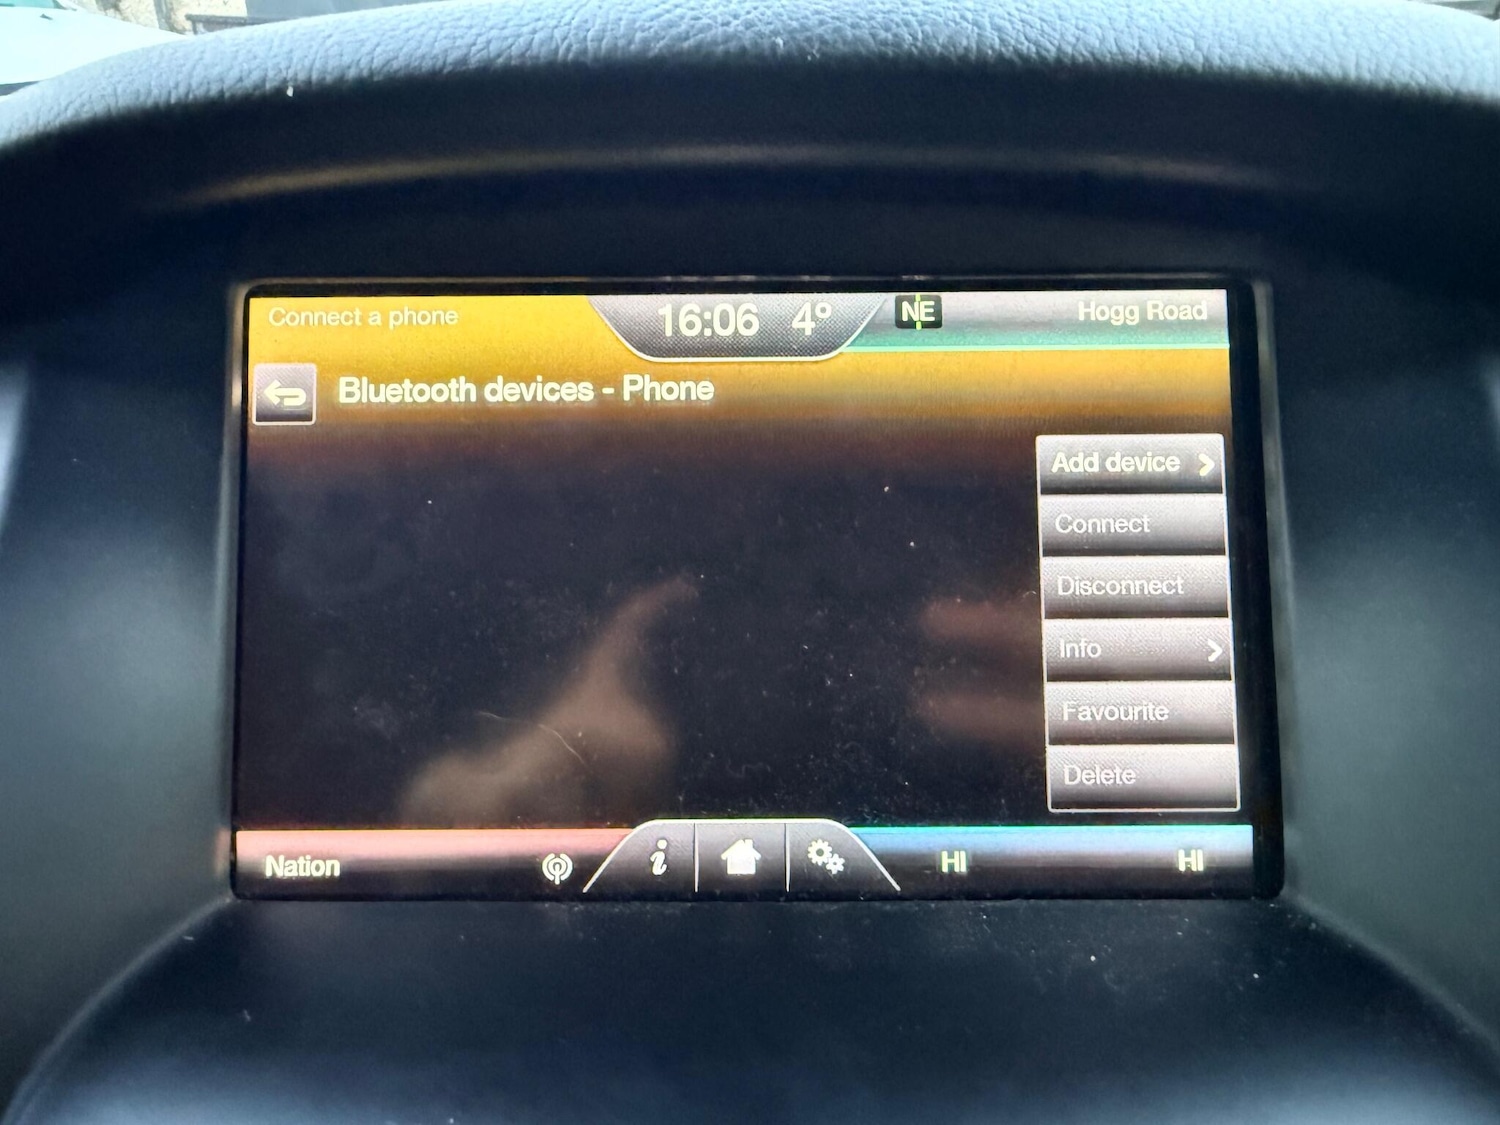 Connect a phone
16:06 4°
NE
Hogg Road
Bluetooth devices - Phone
Add device
Connect
Disconnect
Info
Favourite
Delete
Nation
i
HI
HI